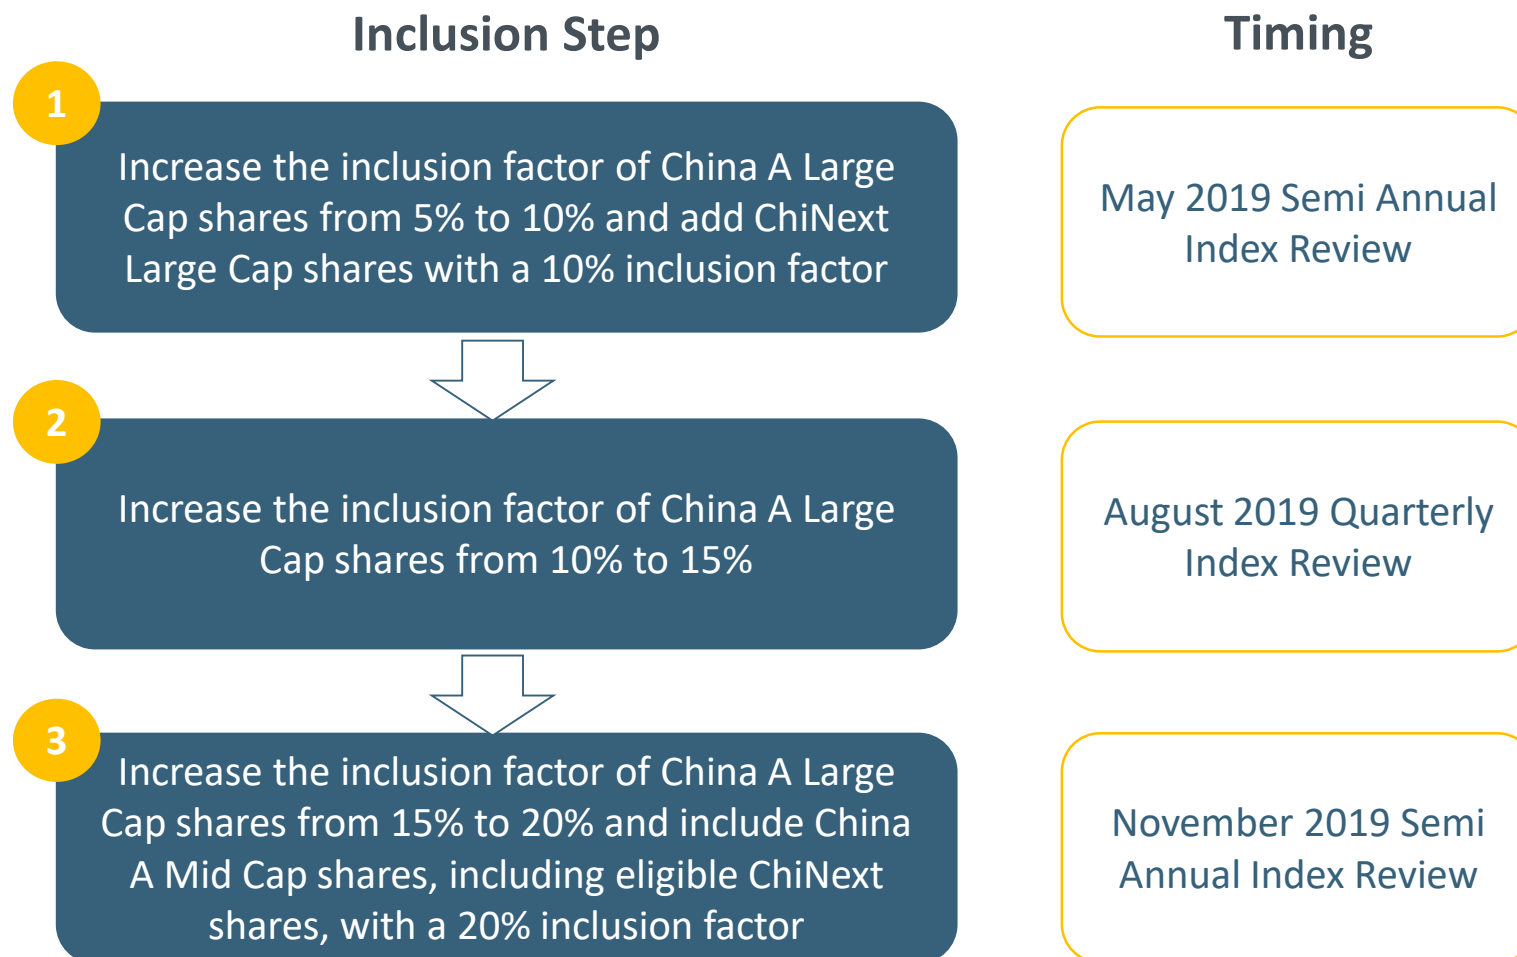 Inclusion Step
Timing
1
Increase the inclusion factor of China A Large
Cap shares from 5% to 10% and add ChiNext
Large Cap shares with a 10% inclusion factor
May 2019 Semi Annual
Index Review
2
Increase the inclusion factor of China A Large
Cap shares from 10% to 15%
August 2019 Quarterly
Index Review
3
Increase the inclusion factor of China A Large
Cap shares from 15% to 20% and include China
A Mid Cap shares, including eligible ChiNext
shares, with a 20% inclusion factor
November 2019 Semi
Annual Index Review